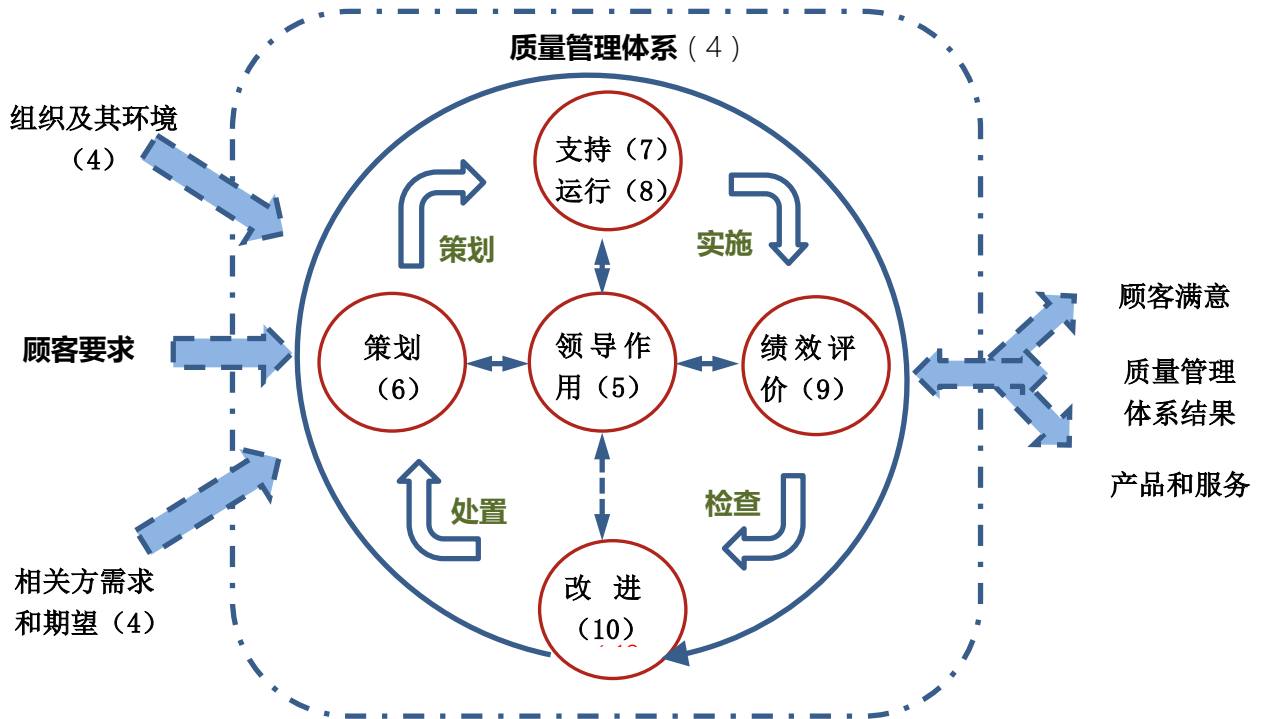 质量管理体系（4）
组织及其环境
（4）
支持（7）
运行（8）
策划
实施
顾客要求
策划
（6）
领导作
用（5）
绩效评
价（9）
顾客满意
质量管理
体系结果
产品和服务
处置
检查
相关方需求
和期望（4）
改 进
（10）